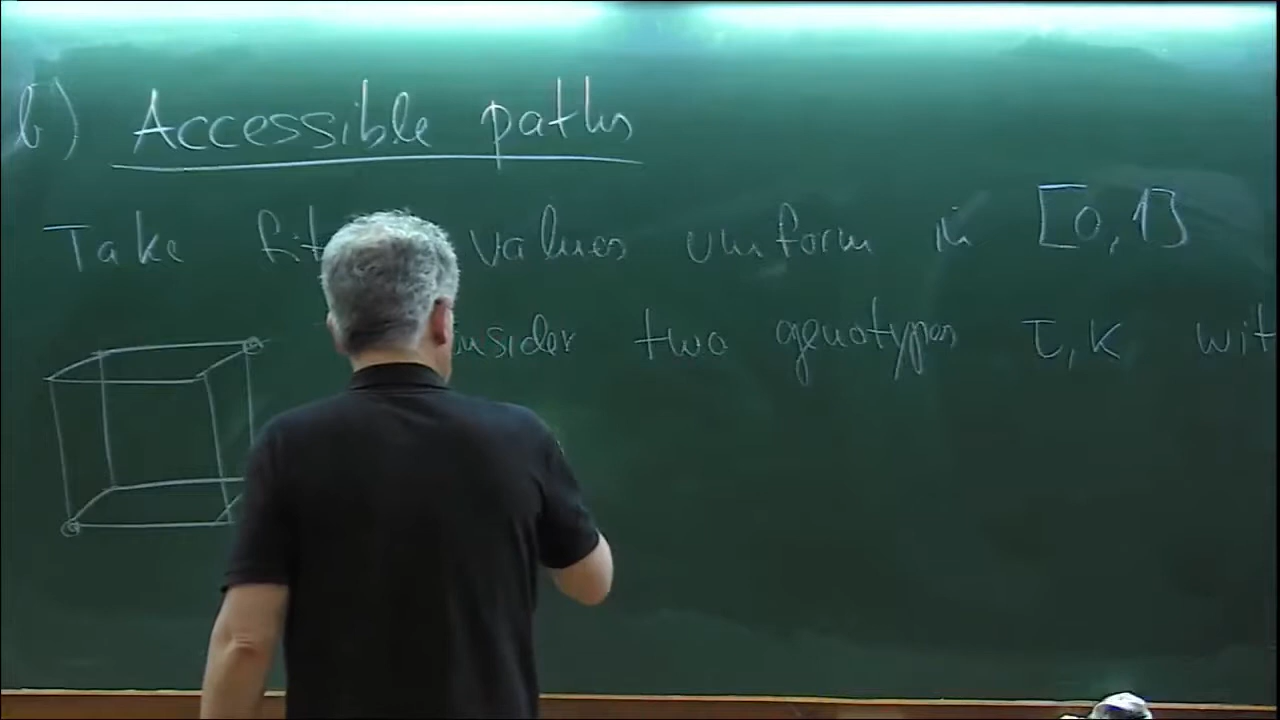 b) Accessible paths
Take fit values uniform in [0,1]
nsider two genotypes τ, κ wit